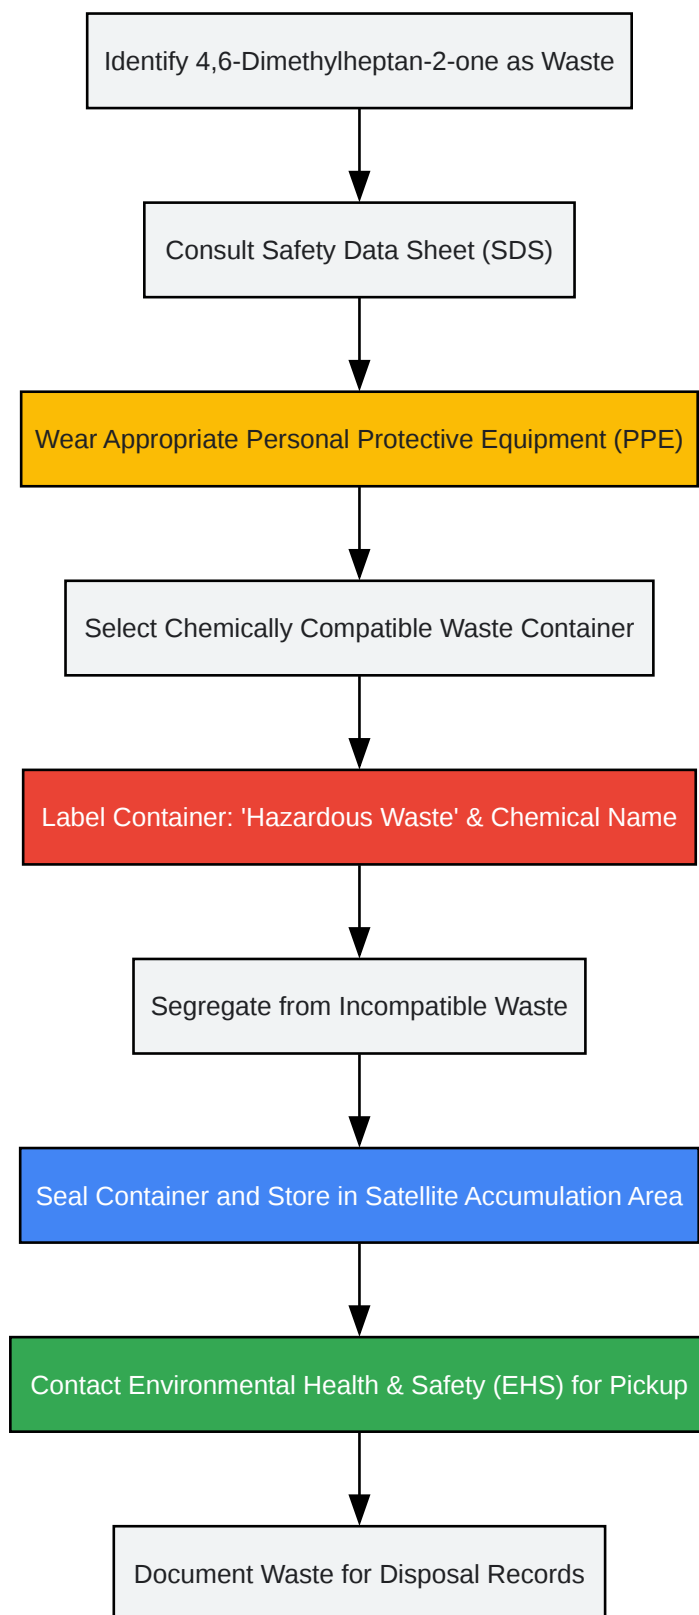 Identify 4,6-Dimethylheptan-2-one as Waste
Consult Safety Data Sheet (SDS)
Wear Appropriate Personal Protective Equipment (PPE)
Select Chemically Compatible Waste Container
Label Container: 'Hazardous Waste' & Chemical Name
Segregate from Incompatible Waste
Seal Container and Store in Satellite Accumulation Area
Contact Environmental Health & Safety (EHS) for Pickup
Document Waste for Disposal Records